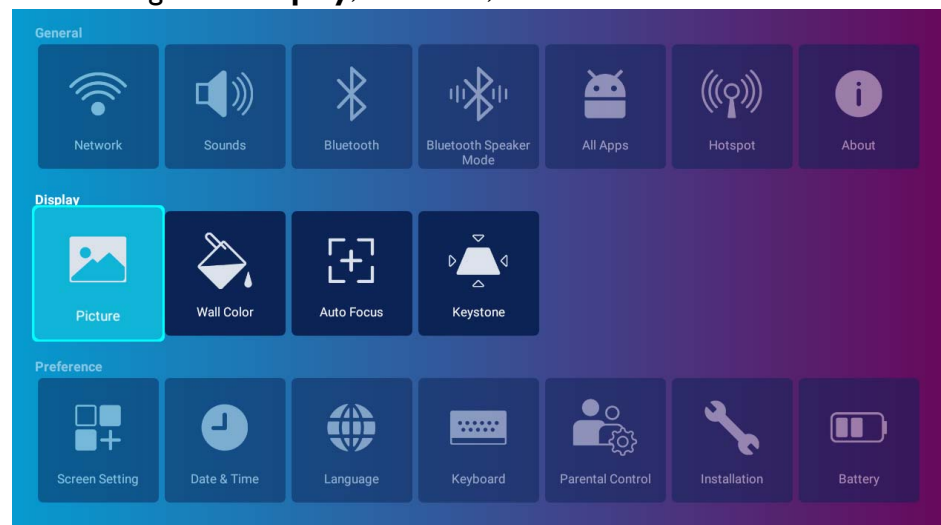 General
Network
Sounds
Bluetooth
Bluetooth Speaker
Mode
All Apps
Hotspot
About
Display
Picture
Wall Color
Auto Focus
Keystone
Preference
Screen Setting
Date & Time
Language
Keyboard
Parental Control
Installation
Battery